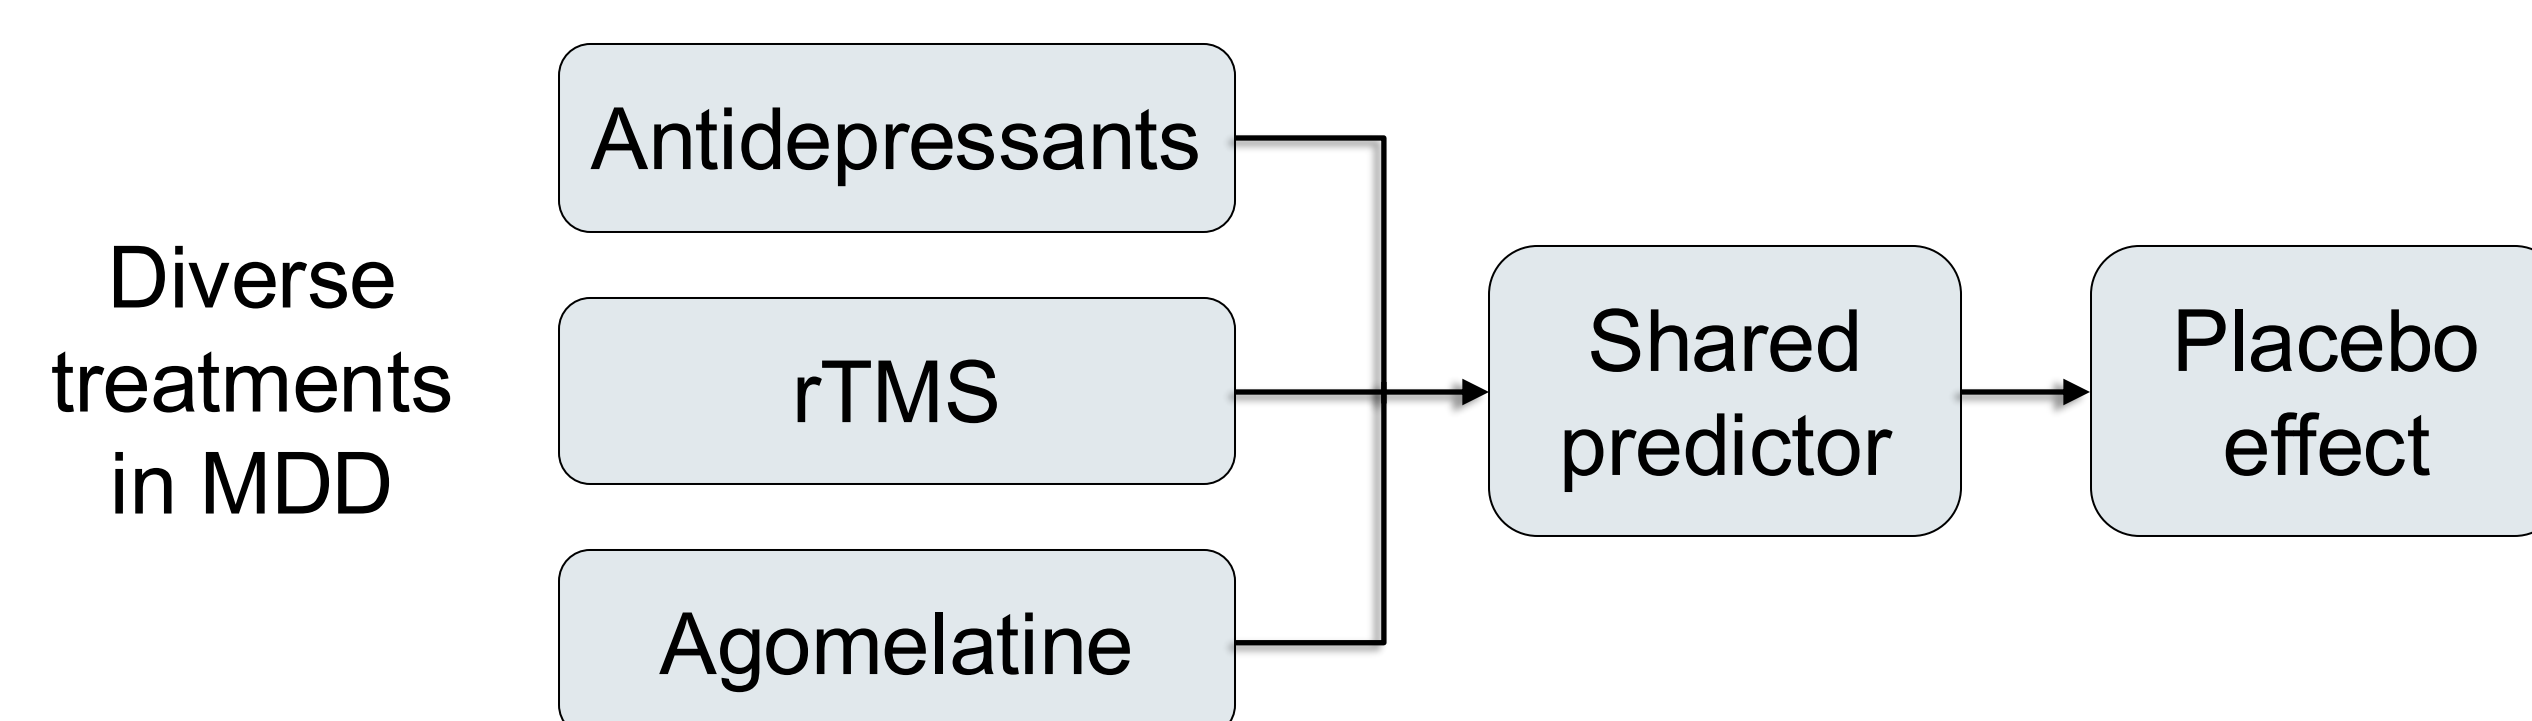 Diverse
treatments
in MDD
Antidepressants
rTMS
Agomelatine
Shared
predictor
Placebo
effect